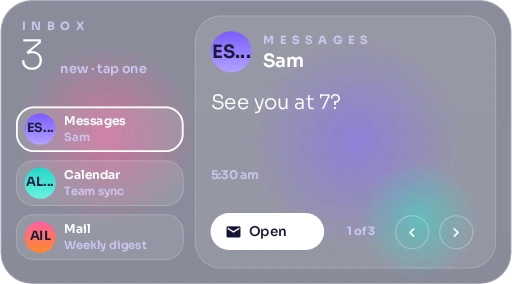 INBOX
3
new · tap one
ES...
Messages
Sam
AL...
Calendar
Team sync
AIL
Mail
Weekly digest
ES...
MESSAGES
Sam
See you at 7?
5:30 am
Open
1 of 3